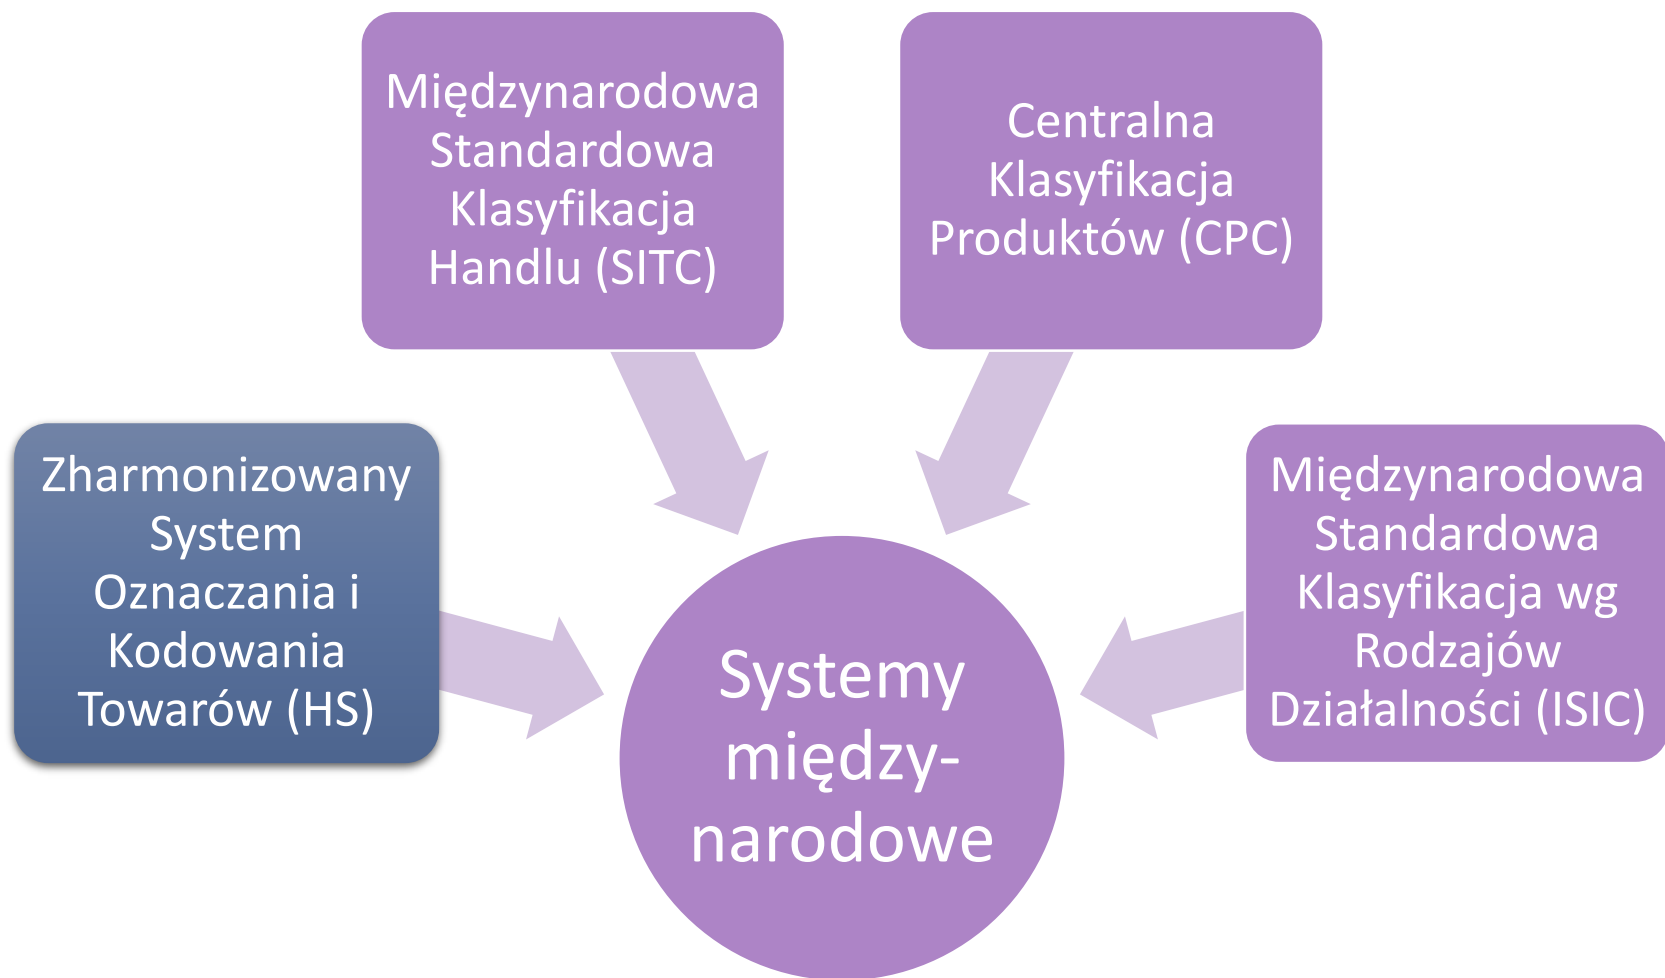 Międzynarodowa
Standardowa
Klasyfikacja
Handlu (SITC)
Centralna
Klasyfikacja
Produktów (CPC)
Zharmonizowany
System
Oznaczania i
Kodowania
Towarów (HS)
Międzynarodowa
Standardowa
Klasyfikacja wg
Rodzajów
Działalności (ISIC)
Systemy
między-
narodowe